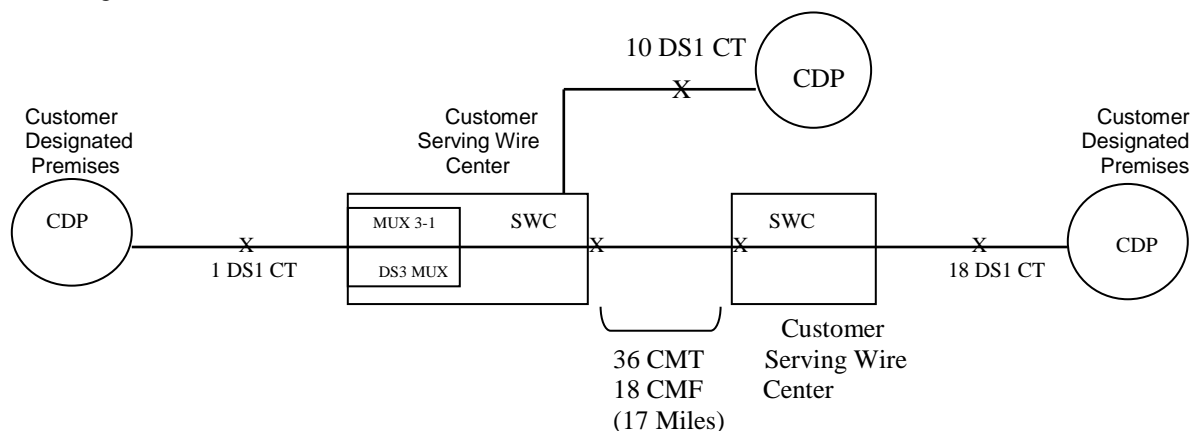 10 DS1 CT
CDP
X
Customer
Designated
Premises
Customer
Serving Wire
Center
Customer
Designated
Premises
CDP
MUX 3-1
DS3 MUX
SWC
SWC
CDP
X
X
X
X
1 DS1 CT
18 DS1 CT
36 CMT
18 CMF
(17 Miles)
Customer
Serving Wire
Center